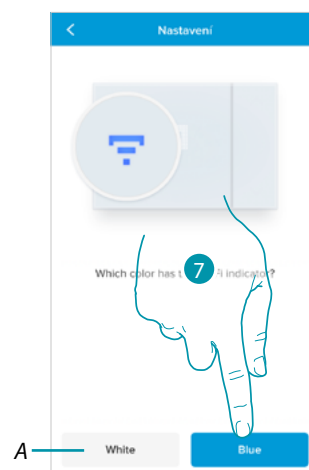 Nastavení
Which color has t 7 i indicator?
A
White
Blue